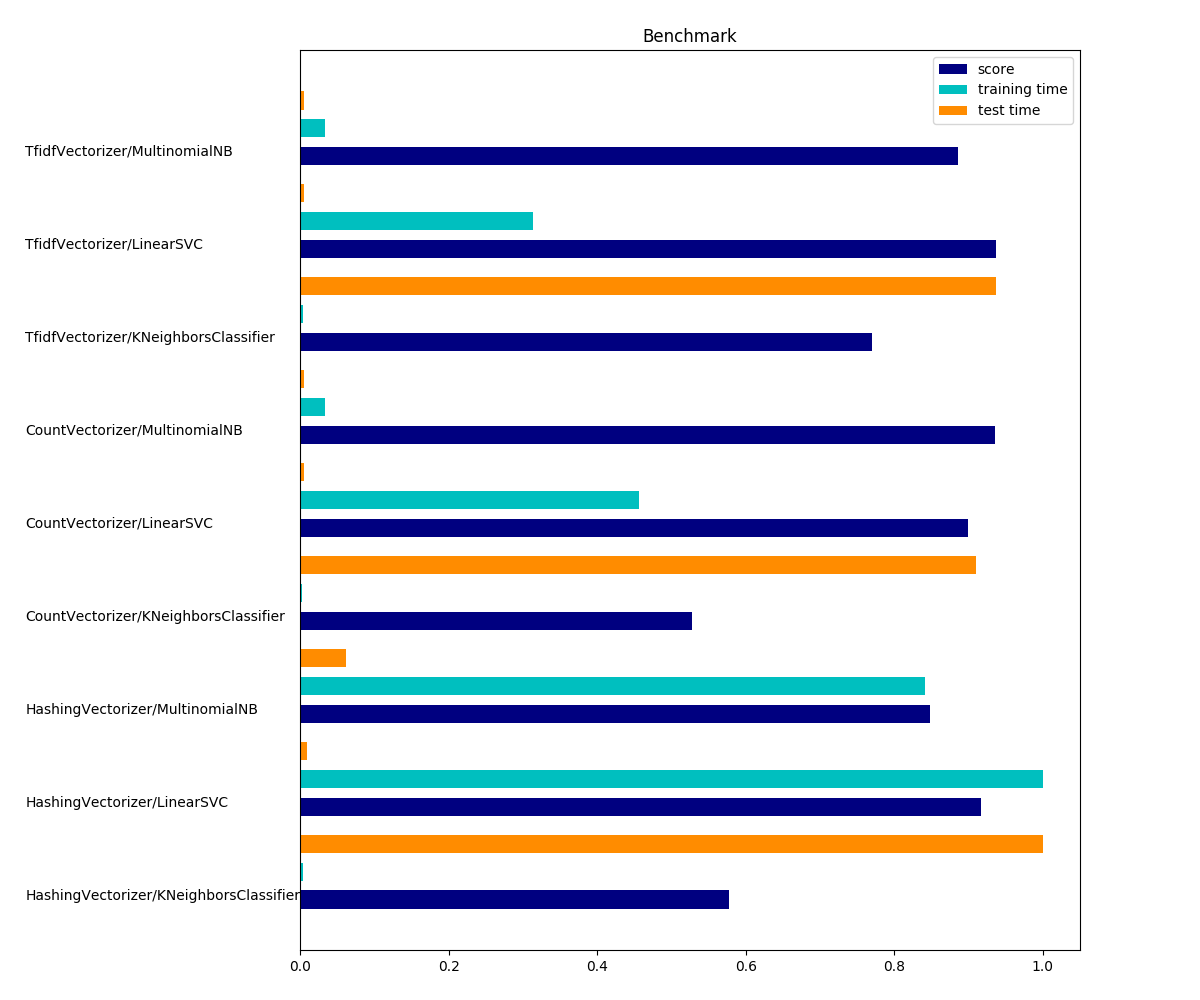 Benchmark
score
training time
test time
TfidfVectorizer/MultinomialNB
TfidfVectorizer/LinearSVC
TfidfVectorizer/KNeighborsClassifier
CountVectorizer/MultinomialNB
CountVectorizer/LinearSVC
CountVectorizer/KNeighborsClassifier
HashingVectorizer/MultinomialNB
HashingVectorizer/LinearSVC
HashingVectorizer/KNeighborsClassifier
0.0 0.2 0.4 0.6 0.8 1.0